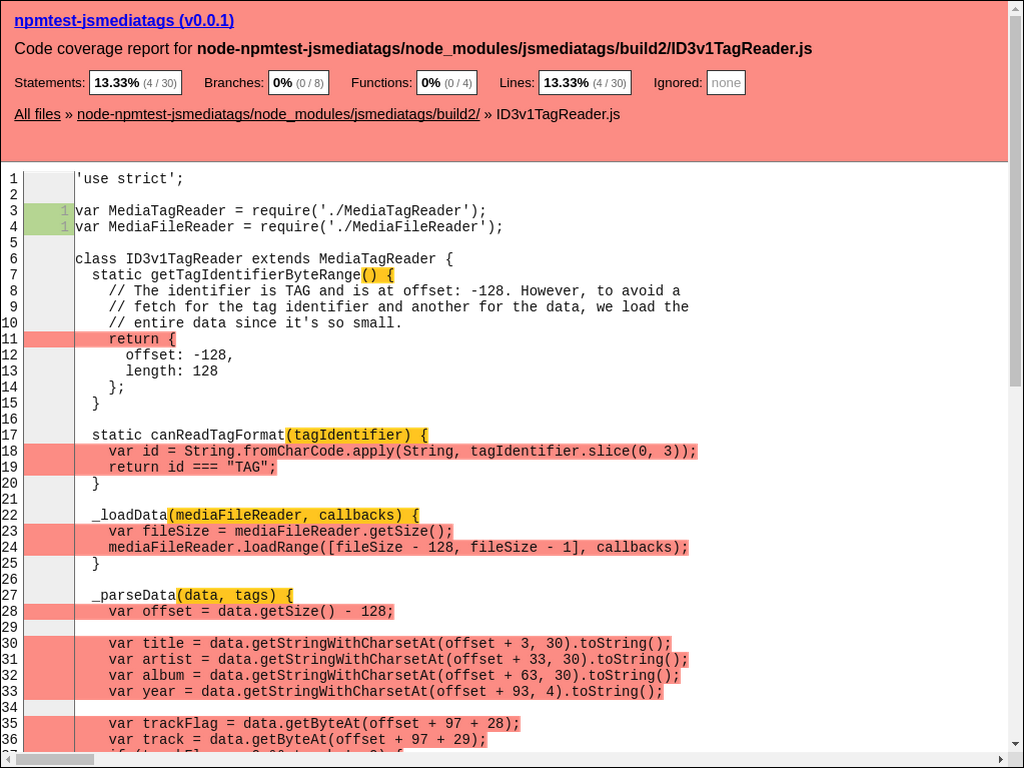 npmtest-jsmediatags (v0.0.1)
Code coverage report for node-npmtest-jsmediatags/node_modules/jsmediatags/build2/ID3v1TagReader.js
Statements: 13.33% (4 / 30) Branches: 0% (0 / 8) Functions: 0% (0 / 4) Lines: 13.33% (4 / 30) Ignored: none
All files » node-npmtest-jsmediatags/node_modules/jsmediatags/build2/ » ID3v1TagReader.js
1 'use strict';
2
3 1 var MediaTagReader = require('./MediaTagReader');
4 1 var MediaFileReader = require('./MediaFileReader');
5
6 class ID3v1TagReader extends MediaTagReader {
7 static getTagIdentifierByteRange() {
8 // The identifier is TAG and is at offset: -128. However, to avoid a
9 // fetch for the tag identifier and another for the data, we load the
10 // entire data since it's so small.
11 return {
12 offset: -128,
13 length: 128
14 };
15 }
16
17 static canReadTagFormat(tagIdentifier) {
18 var id = String.fromCharCode.apply(String, tagIdentifier.slice(0, 3));
19 return id === "TAG";
20 }
21
22 _loadData(mediaFileReader, callbacks) {
23 var fileSize = mediaFileReader.getSize();
24 mediaFileReader.loadRange([fileSize - 128, fileSize - 1], callbacks);
25 }
26
27 _parseData(data, tags) {
28 var offset = data.getSize() - 128;
29
30 var title = data.getStringWithCharsetAt(offset + 3, 30).toString();
31 var artist = data.getStringWithCharsetAt(offset + 33, 30).toString();
32 var album = data.getStringWithCharsetAt(offset + 63, 30).toString();
33 var year = data.getStringWithCharsetAt(offset + 93, 4).toString();
34
35 var trackFlag = data.getByteAt(offset + 97 + 28);
36 var track = data.getByteAt(offset + 97 + 29);